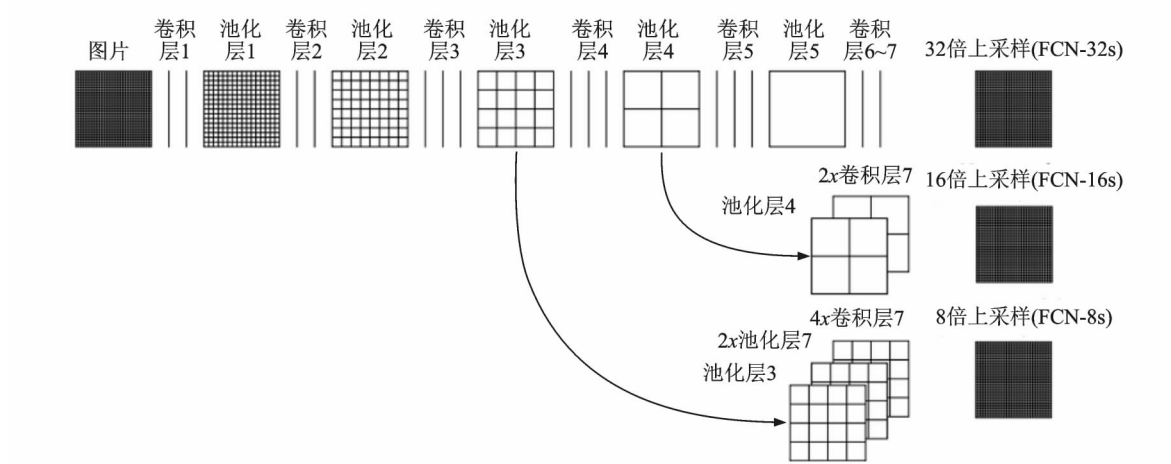 图片
卷积
层1
池化
层1
卷积
层2
池化
层2
卷积
层3
池化
层3
卷积
层4
池化
层4
卷积
层5
池化
层5
卷积
层6~7
32倍上采样(FCN-32s)
2x卷积层7
16倍上采样(FCN-16s)
池化层4
4x卷积层7
8倍上采样(FCN-8s)
2x池化层7
池化层3